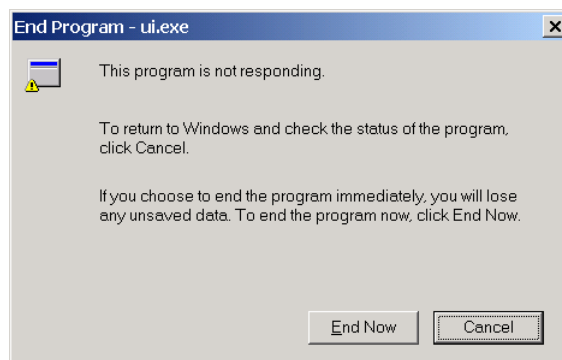 End Program - ui.exe
This program is not responding.
To return to Windows and check the status of the program,
click Cancel.
If you choose to end the program immediately, you will lose
any unsaved data. To end the program now, click End Now.
End Now Cancel